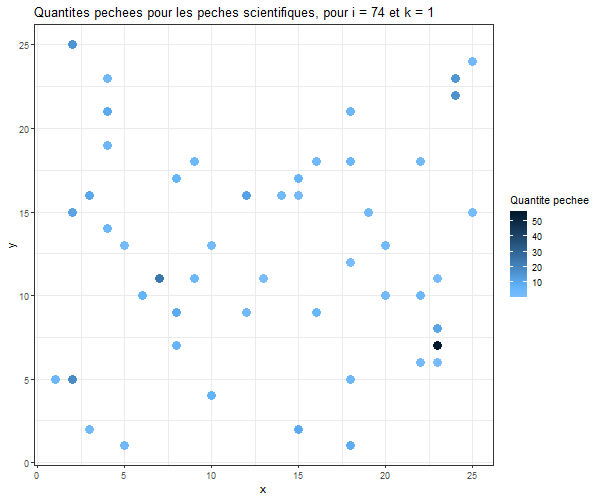 Quantites pechees pour les peches scientifiques, pour i = 74 et k = 1
25
20
15
10
5
0
y
0 5 10 15 20 25
x
Quantite pechee
50
40
30
20
10